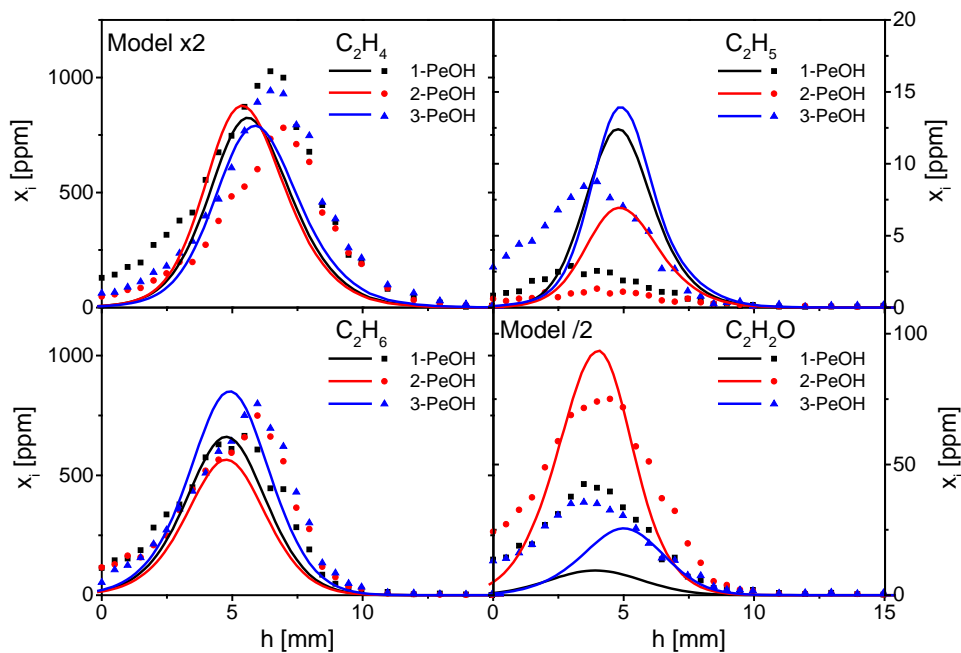 Model x2
C₂H₄
1-PeOH
2-PeOH
3-PeOH
1000
500
0
xᵢ [ppm]
C₂H₅
1-PeOH
2-PeOH
3-PeOH
20
15
10
5
0
xᵢ [ppm]
C₂H₆
1-PeOH
2-PeOH
3-PeOH
1000
500
0
xᵢ [ppm]
0 5 10
h [mm]
Model /2
C₂H₂O
1-PeOH
2-PeOH
3-PeOH
100
50
0
xᵢ [ppm]
0 5 10 15
h [mm]